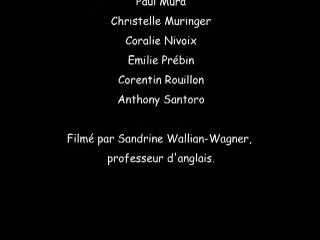 Paul Mura
Christelle Muringer
Coralie Nivoix
Emilie Prébin
Corentin Rouillon
Anthony Santoro
Filmé par Sandrine Wallian-Wagner,
professeur d'anglais.